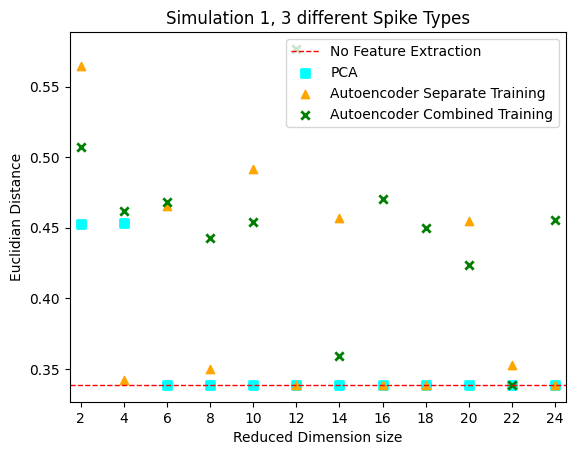 Simulation 1, 3 different Spike Types
No Feature Extraction
PCA
Autoencoder Separate Training
Autoencoder Combined Training
Euclidian Distance
0.55
0.50
0.45
0.40
0.35
2 4 6 8 10 12 14 16 18 20 22 24
Reduced Dimension size